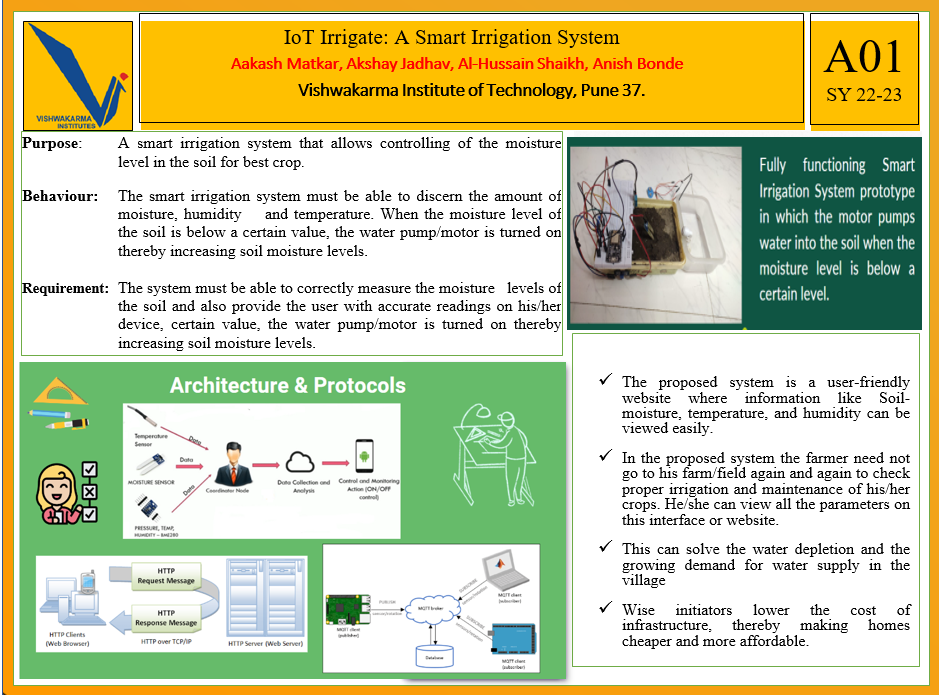 IoT Irrigate: A Smart Irrigation System
Aakash Matkar, Akshay Jadhav, Al-Hussain Shaikh, Anish Bonde
Vishwakarma Institute of Technology, Pune 37.
A01
SY 22-23
VISHWAKARMA
INSTITUTES
Purpose: A smart irrigation system that allows controlling of the moisture
level in the soil for best crop.
Behaviour: The smart irrigation system must be able to discern the amount of
moisture, humidity and temperature. When the moisture level of
the soil is below a certain value, the water pump/motor is turned on
thereby increasing soil moisture levels.
Requirement: The system must be able to correctly measure the moisture levels of
the soil and also provide the user with accurate readings on his/her
device, certain value, the water pump/motor is turned on thereby
increasing soil moisture levels.
Fully functioning Smart
Irrigation System prototype
in which the motor pumps
water into the soil when the
moisture level is below a
certain level.
Architecture & Protocols
Temperature
Sensor
Data
MOISTURE SENSOR
Data
PRESSURE, TEMP,
HUMIDITY - BME280
Data
Coordinator Node
Data Collection and
Analysis
Control and Monitoring
Action (ON/OFF
control)
HTTP
Request Message
HTTP
Response Message
HTTP over TCP/IP
HTTP Clients
(Web Browser)
HTTP Server (Web Server)
MQTT client
(publisher)
PUBLISH
MQTT broker
Database
SUBSCRIBE
MQTT client
(subscriber)
SUBSCRIBE
MQTT client
(subscriber)
✓ The proposed system is a user-friendly
website where information like Soil-
moisture, temperature, and humidity can be
viewed easily.
✓ In the proposed system the farmer need not
go to his farm/field again and again to check
proper irrigation and maintenance of his/her
crops. He/she can view all the parameters on
this interface or website.
✓ This can solve the water depletion and the
growing demand for water supply in the
village
✓ Wise initiators lower the cost of
infrastructure, thereby making homes
cheaper and more affordable.